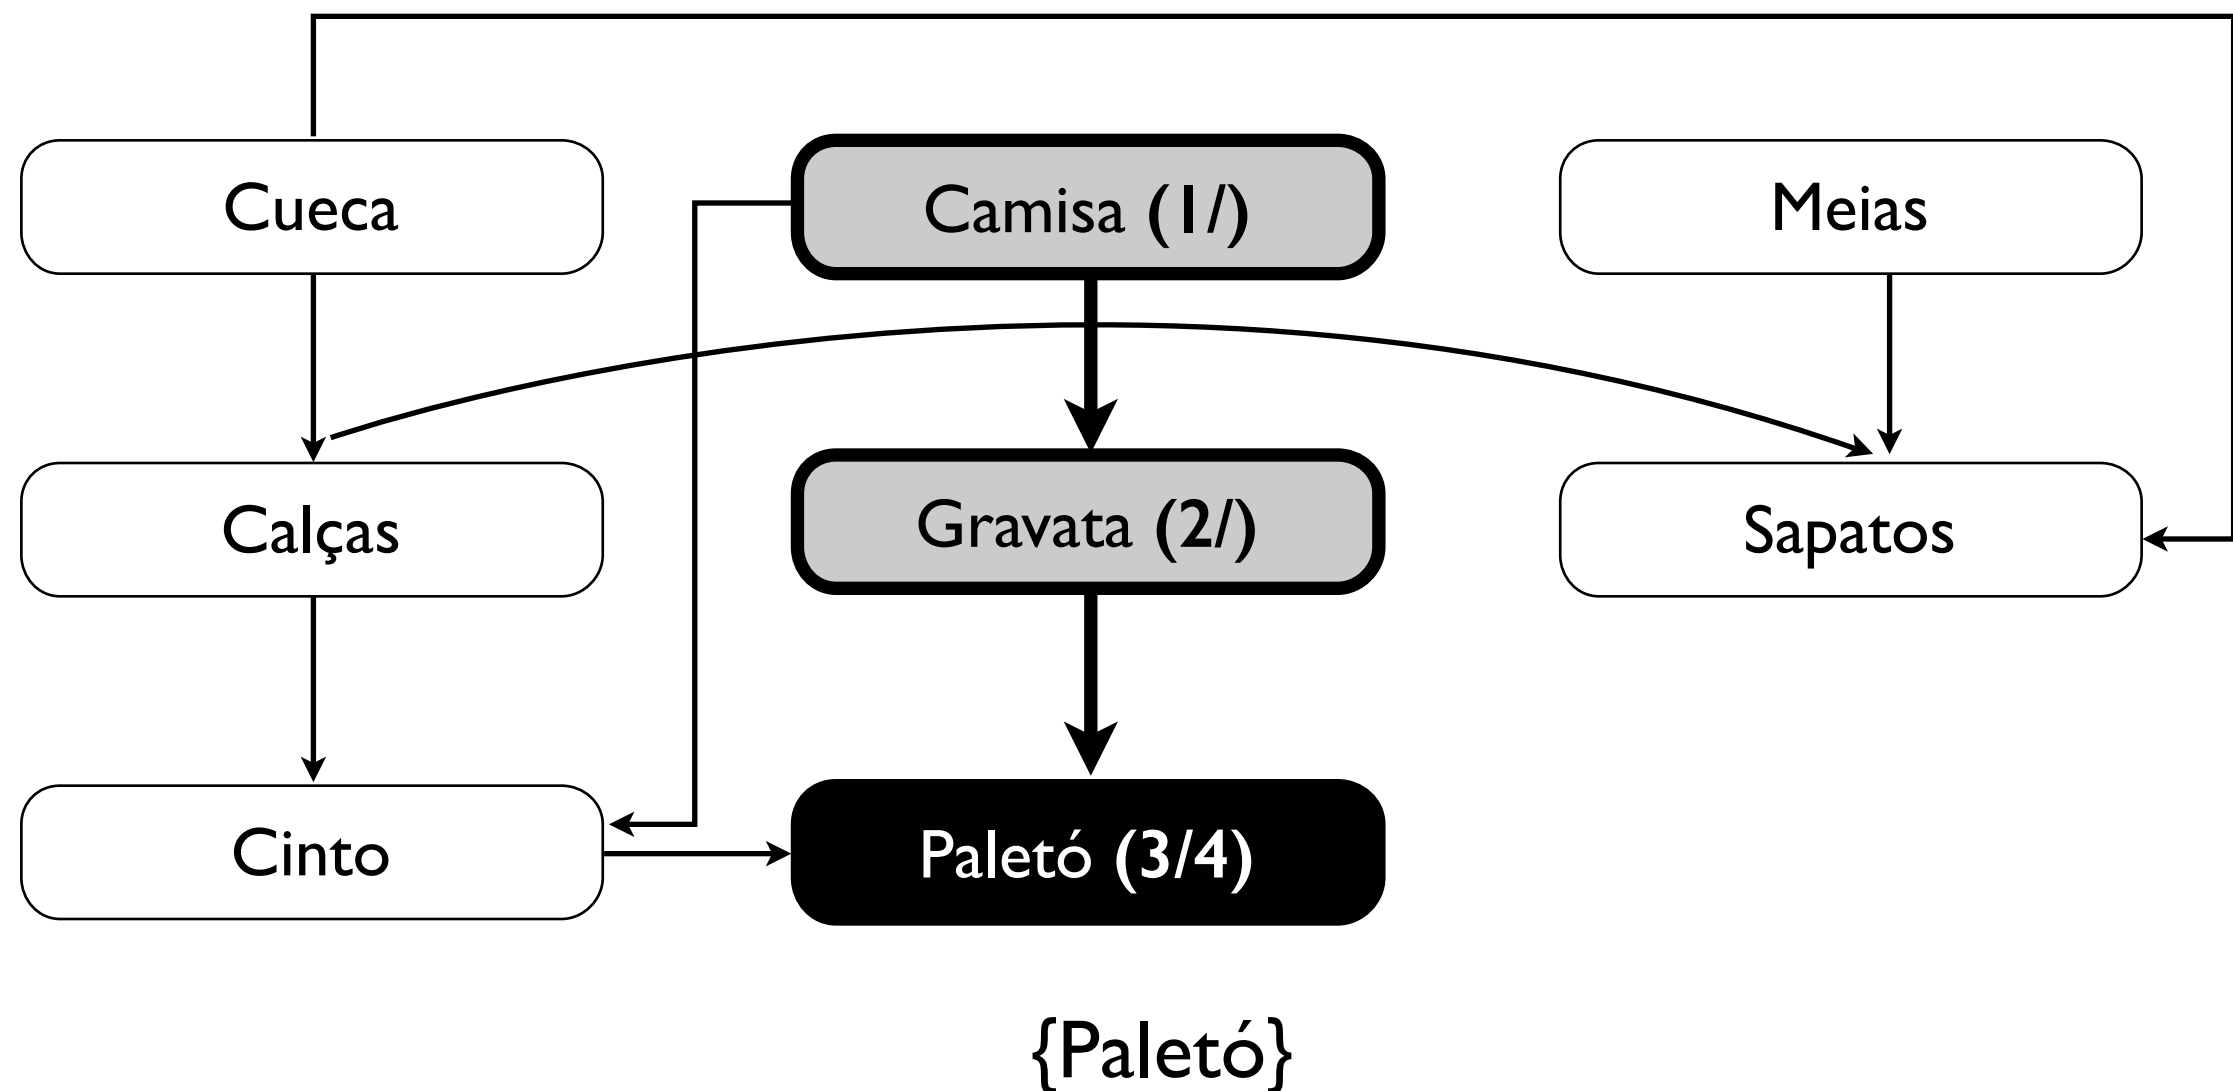 Cueca
Camisa (1/)
Meias
Calças
Gravata (2/)
Sapatos
Cinto
Paletó (3/4)
{Paletó}